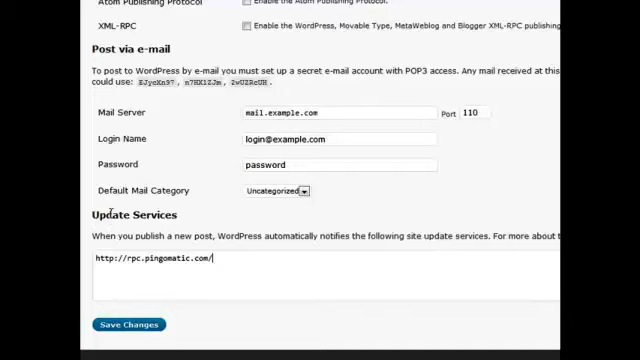 Atom Publishing Protocol Enable the Atom Publishing Protocol.
XML-RPC Enable the WordPress, Movable Type, MetaWeblog and Blogger XML-RPC publishing
Post via e-mail
To post to WordPress by e-mail you must set up a secret e-mail account with POP3 access. Any mail received at this
could use: , , .
Mail Server mail.example.com Port 110
Login Name login@example.com
Password password
Default Mail Category Uncategorized
Update Services
When you publish a new post, WordPress automatically notifies the following site update services. For more about t
http://rpc.pingomatic.com/
Save Changes